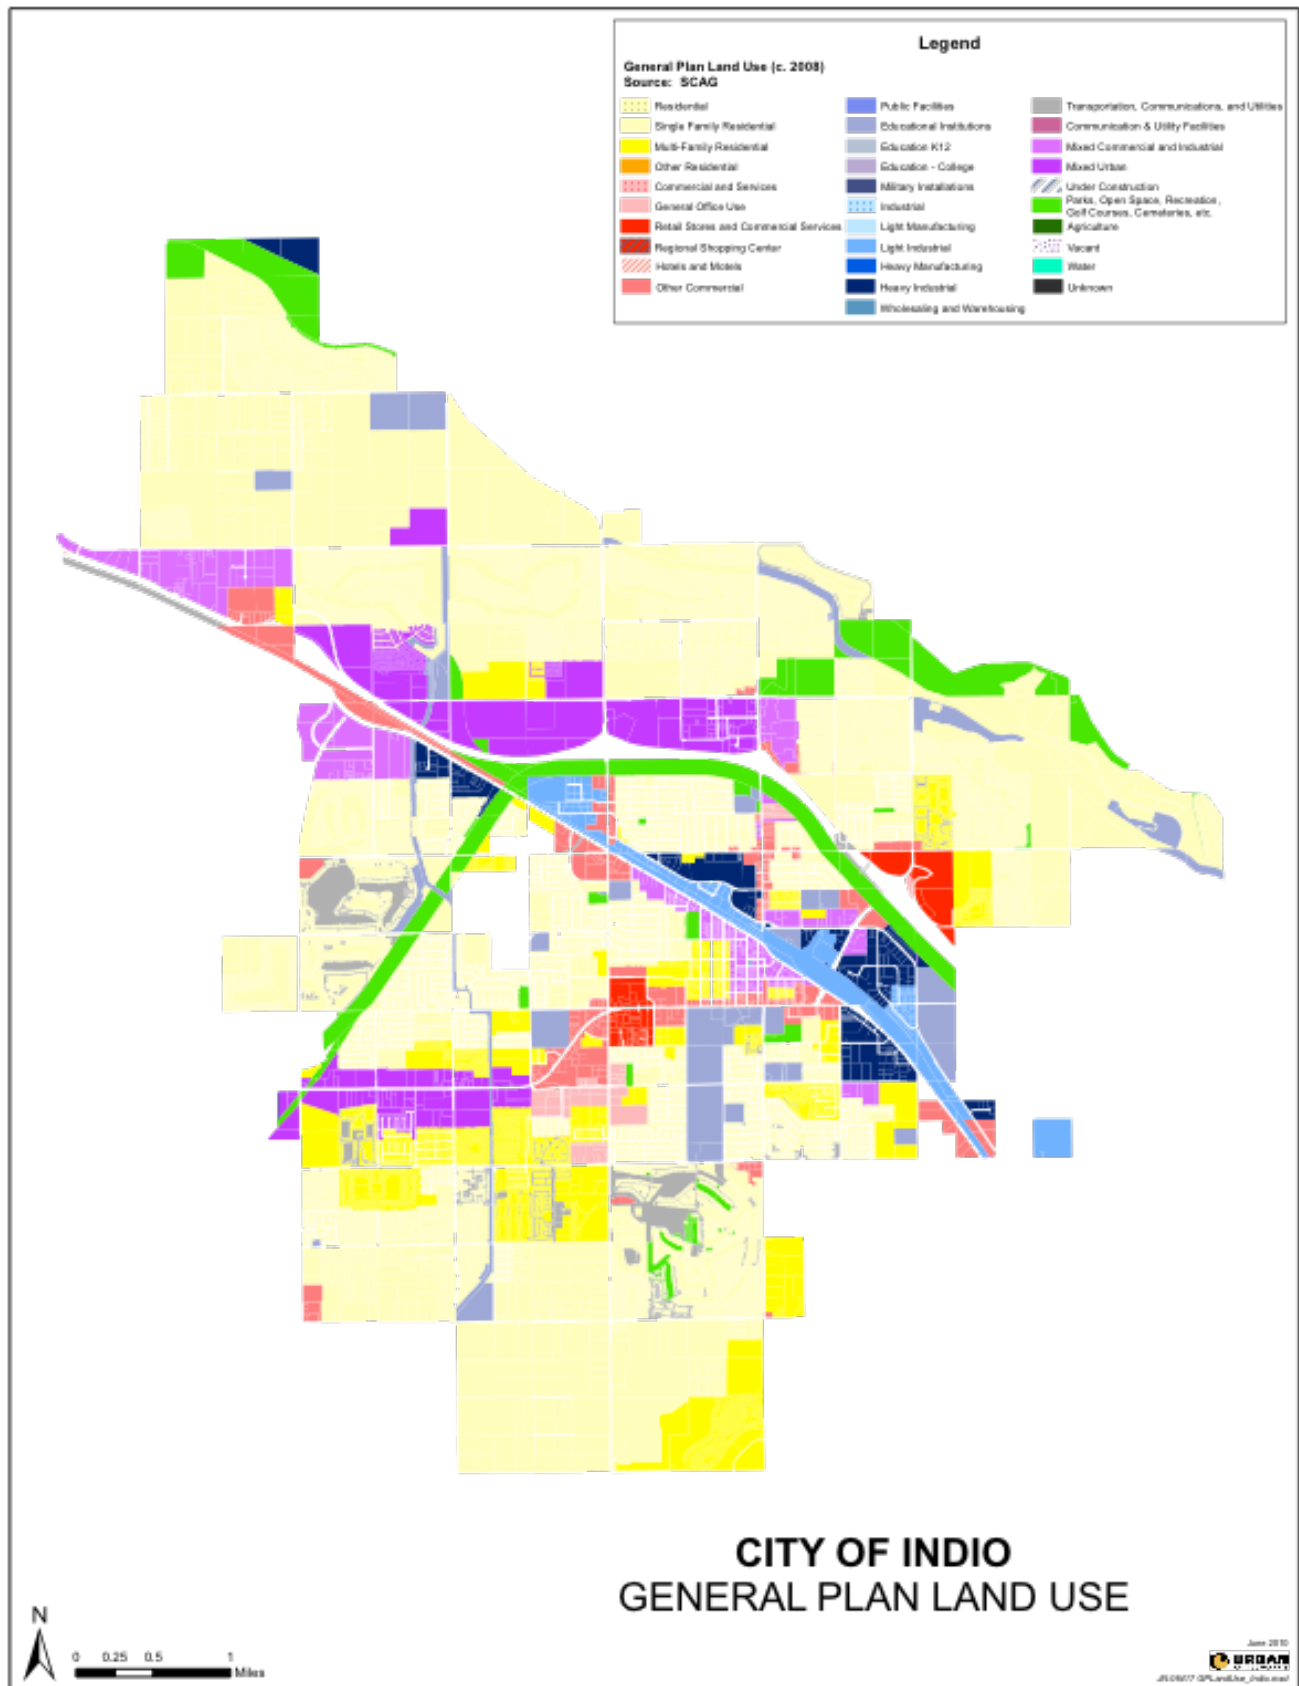 Legend
General Plan Land Use (c. 2008)
Source: SCAG
Residential
Single Family Residential
Multi-Family Residential
Other Residential
Commercial and Services
General Office Use
Retail Stores and Commercial Services
Regional Shopping Center
Hotels and Motels
Other Commercial
Public Facilities
Educational Institutions
Education K12
Education - College
Military Installations
Industrial
Light Manufacturing
Light Industrial
Heavy Manufacturing
Heavy Industrial
Wholesaling and Warehousing
Transportation, Communications, and Utilities
Communication & Utility Facilities
Mixed Commercial and Industrial
Mixed Urban
Under Construction
Parks, Open Space, Recreation,
Golf Courses, Cemeteries, etc.
Agriculture
Vacant
Water
Unknown
CITY OF INDIO
GENERAL PLAN LAND USE
N
0 0.25 0.5 1
Miles
June 2010
URBAN